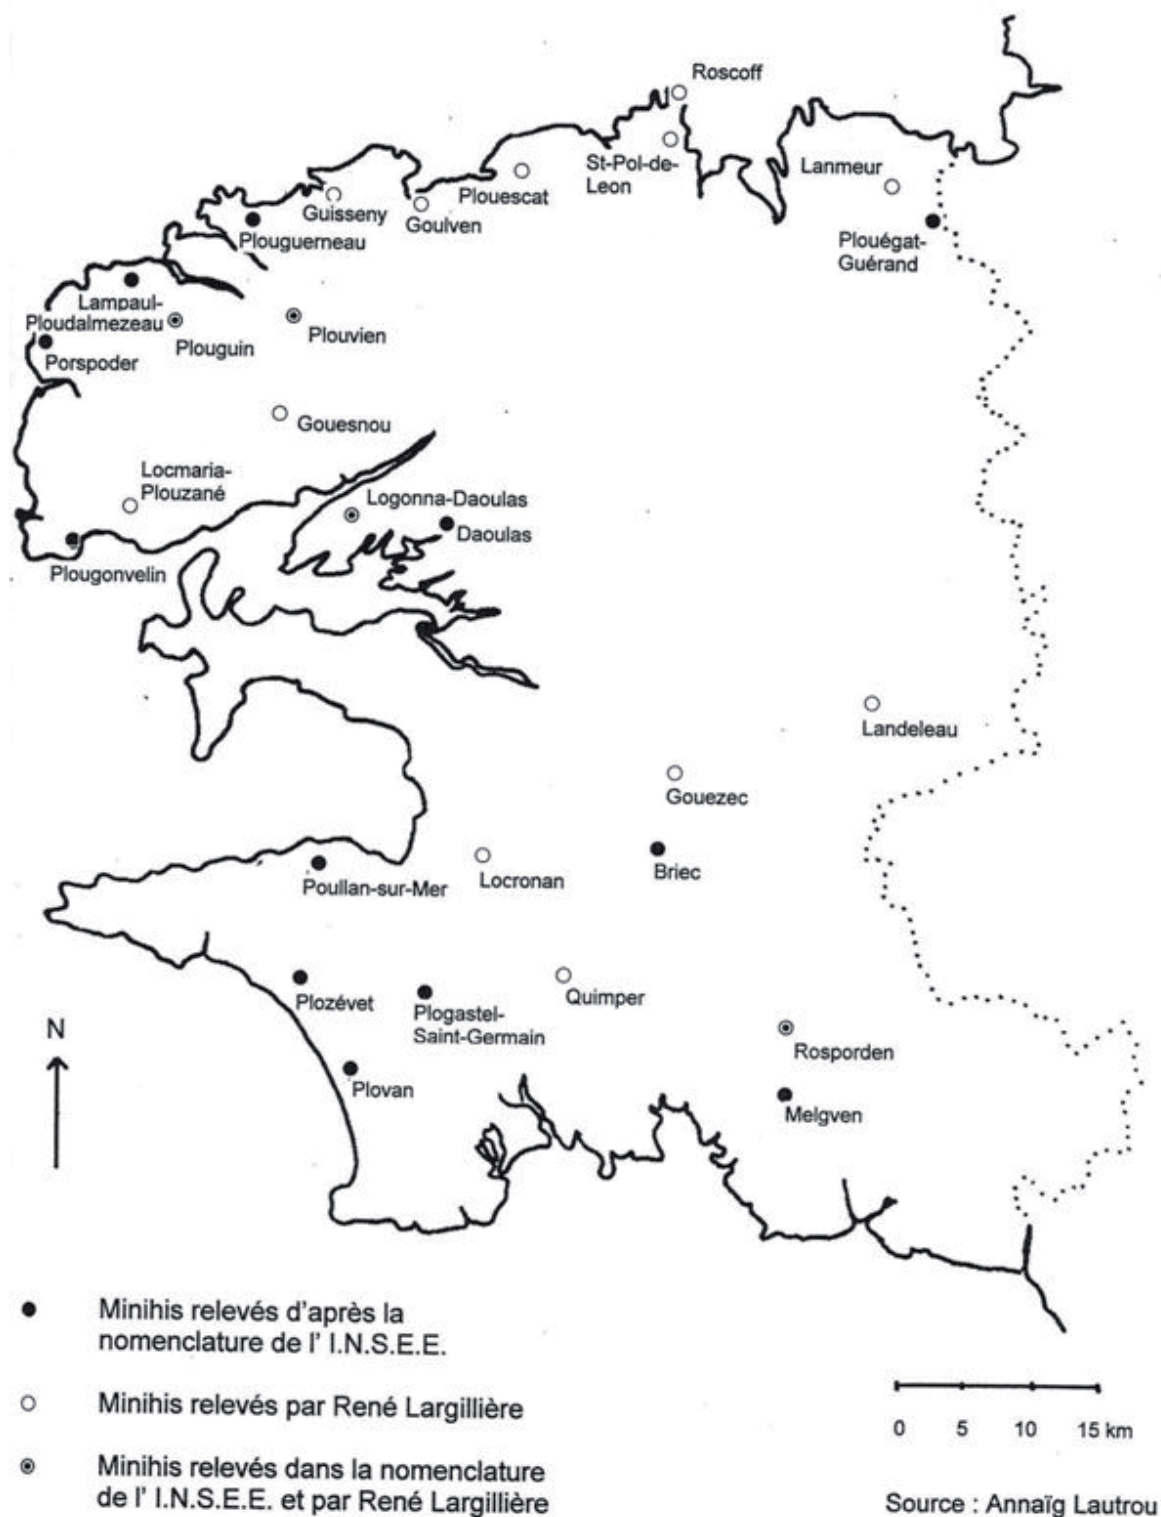 Roscoff
St-Pol-de-
Leon
Lanmeur
Plouescat
Guisseny
Goulven
Plouguerneau
Plouégat-
Guérand
Lampaul-
Ploudalmezeau
Plouguin
Plouvien
Porspoder
Gouesnou
Locmaria-
Plouzané
Logonna-Daoulas
Daoulas
Plougonvelin
Landeleau
Gouezec
Briec
Poullan-sur-Mer
Locronan
Plozévet
Plogastel-
Saint-Germain
Quimper
N
Rosporden
Plovan
Melgven
Minihis relevés d'après la
nomenclature de l' I.N.S.E.E.
Minihis relevés par René Largillière
Minihis relevés dans la nomenclature
de l' I.N.S.E.E. et par René Largillière
0 5 10 15 km
Source : Annaïg Lautrou